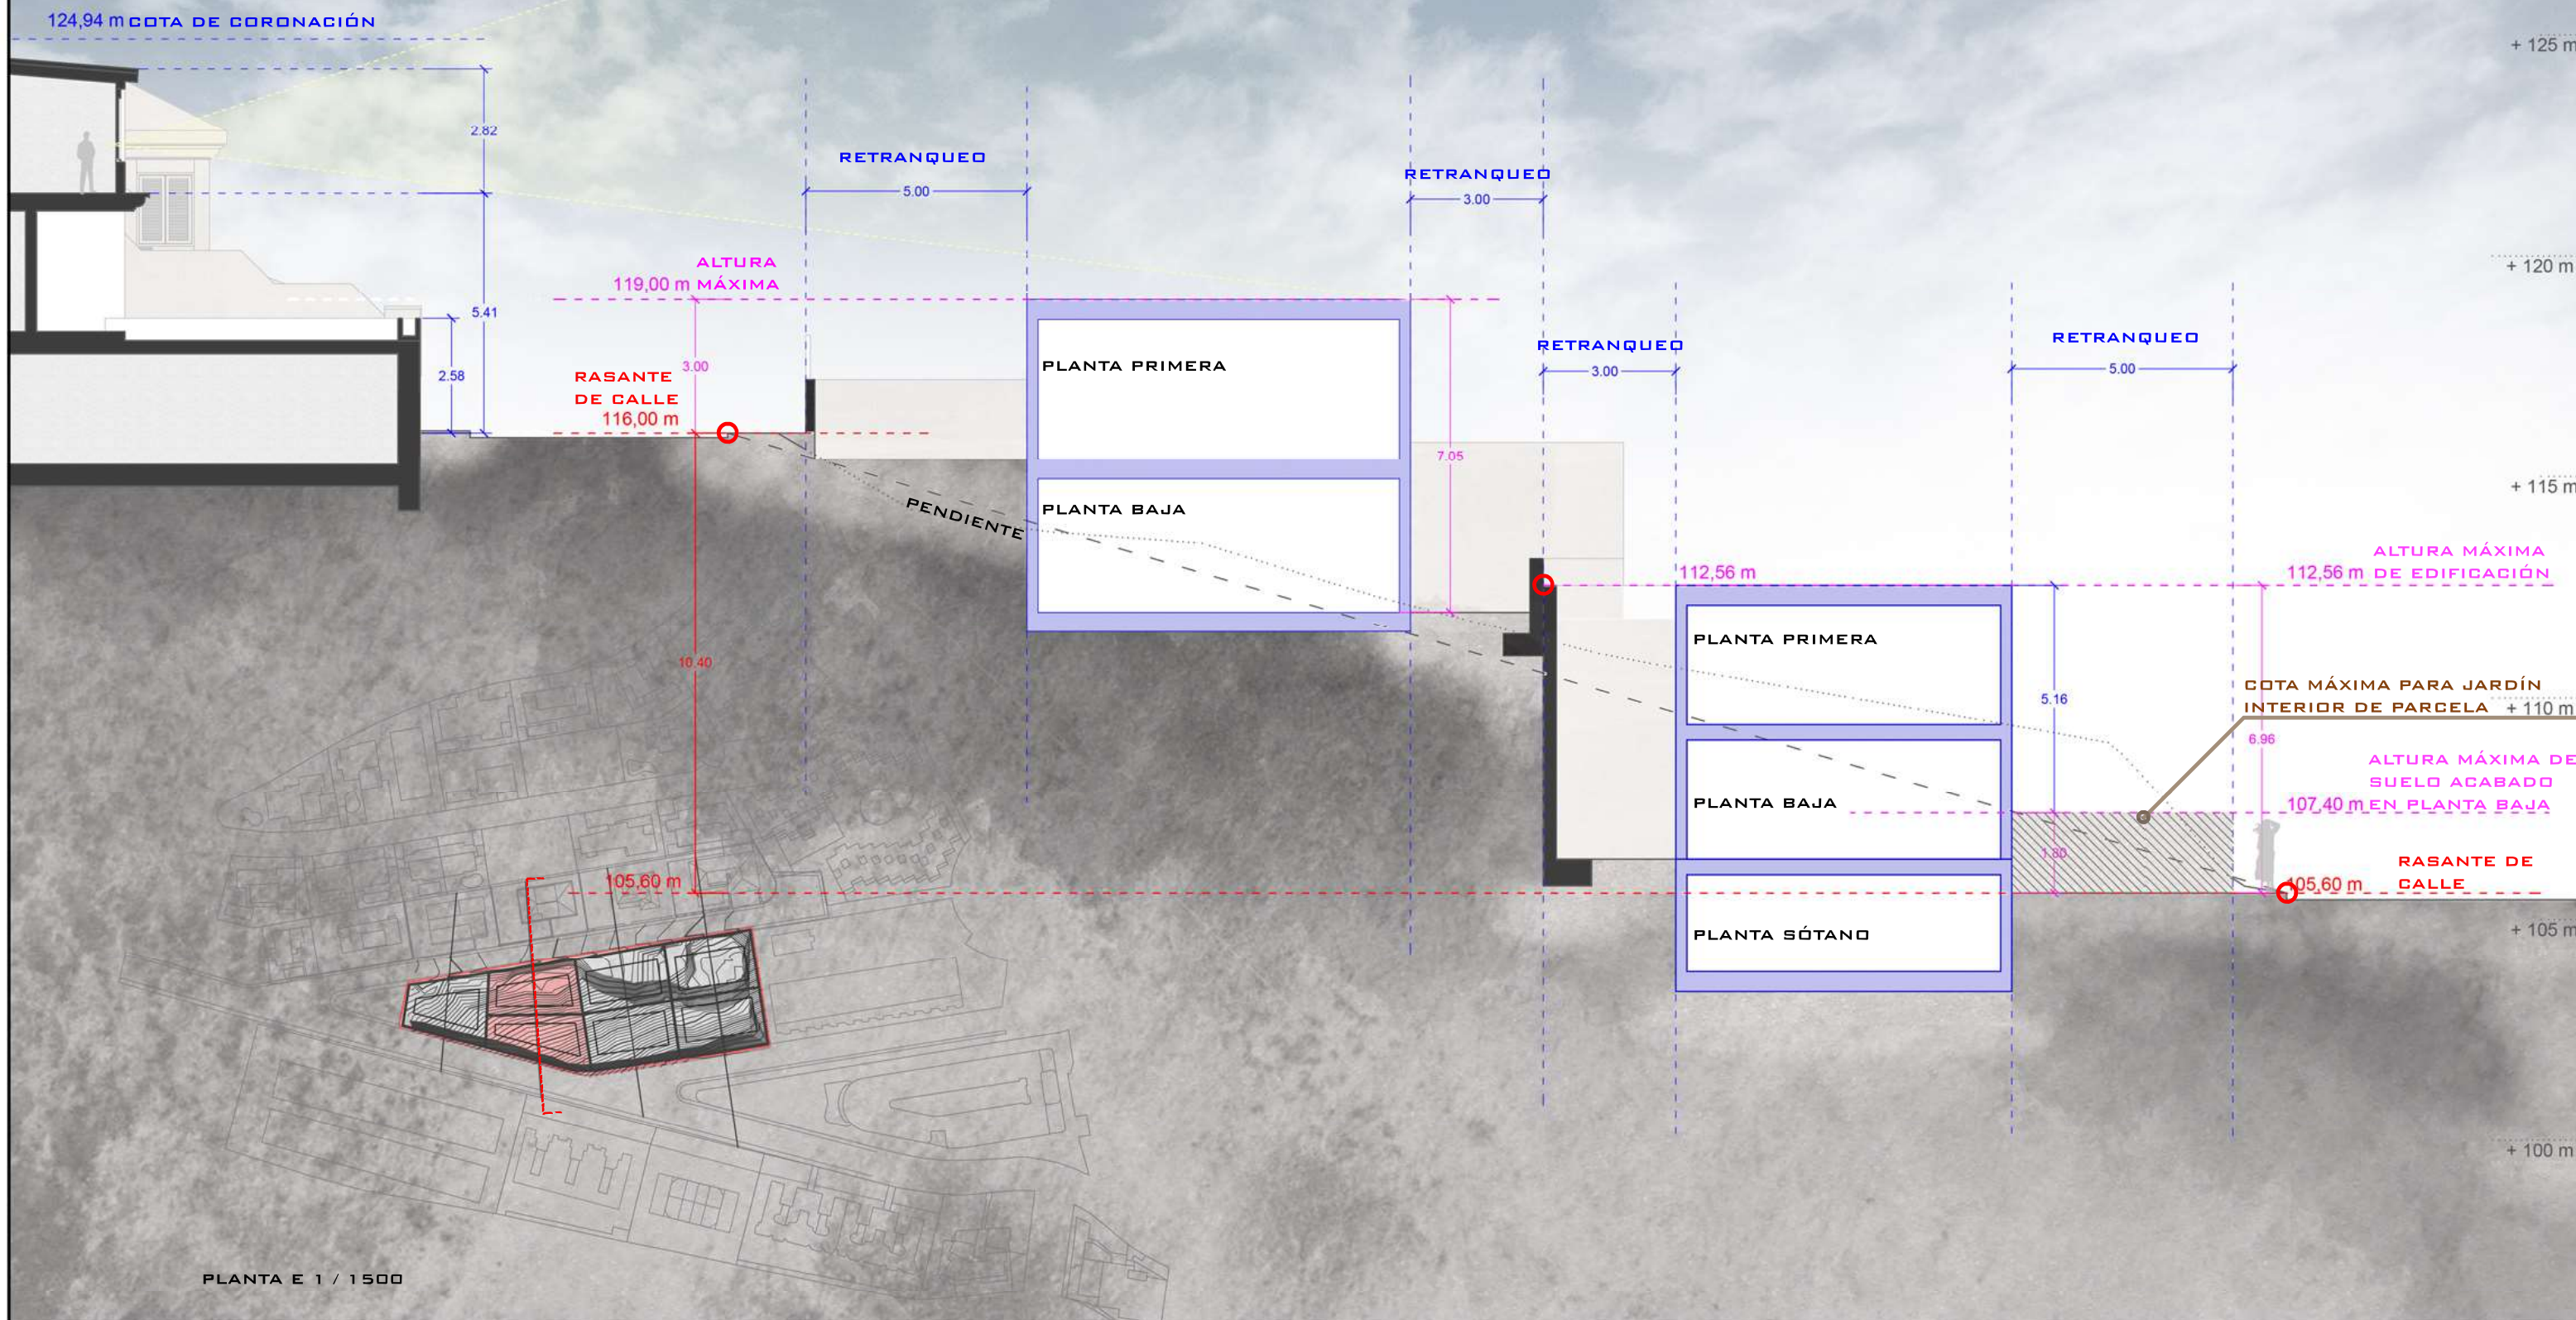 124,94 m COTA DE CORONACIÓN
+ 125 m
2.82
RETRANQUEO
5.00
RETRANQUEO
3.00
ALTURA
119,00 m MÁXIMA
+ 120 m
5.41
2.58
3.00
RASANTE
DE CALLE
116,00 m
PLANTA PRIMERA
RETRANQUEO
3.00
RETRANQUEO
5.00
7.05
+ 115 m
PENDIENTE
PLANTA BAJA
112,56 m
ALTURA MÁXIMA
112,56 m DE EDIFICACIÓN
10.40
PLANTA PRIMERA
5.16
COTA MÁXIMA PARA JARDÍN
INTERIOR DE PARCELA
+ 110 m
6.96
ALTURA MÁXIMA DE
SUELO ACABADO
107,40 m EN PLANTA BAJA
PLANTA BAJA
1.80
RASANTE DE
CALLE
105,60 m
105,60 m
PLANTA SÓTANO
+ 105 m
+ 100 m
PLANTA E 1 / 1500